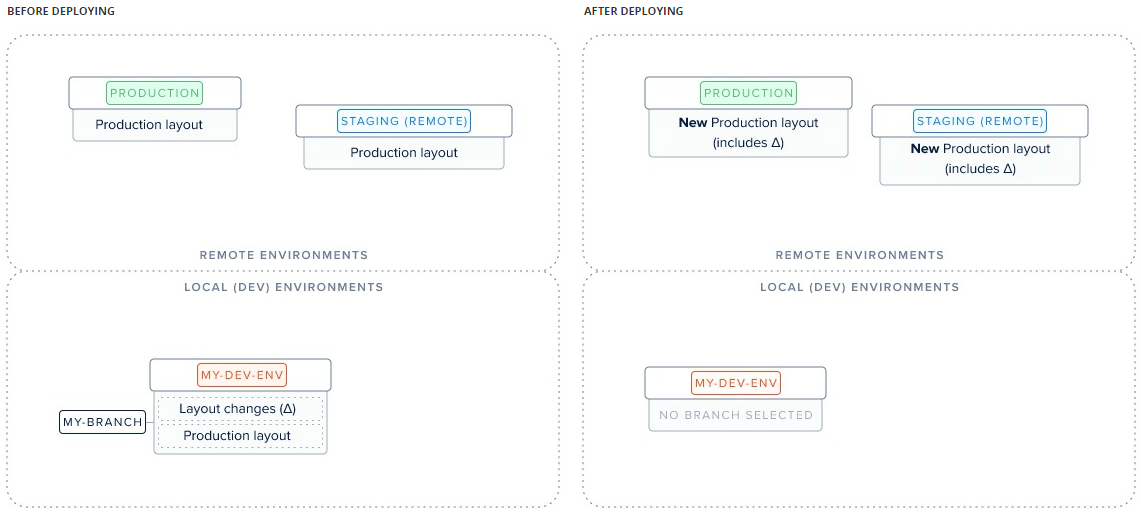 BEFORE DEPLOYING
PRODUCTION
Production layout
STAGING (REMOTE)
Production layout
REMOTE ENVIRONMENTS
LOCAL (DEV) ENVIRONMENTS
MY-DEV-ENV
Layout changes (Δ)
MY-BRANCH
Production layout
AFTER DEPLOYING
PRODUCTION
New Production layout
(includes Δ)
STAGING (REMOTE)
New Production layout
(includes Δ)
REMOTE ENVIRONMENTS
LOCAL (DEV) ENVIRONMENTS
MY-DEV-ENV
NO BRANCH SELECTED